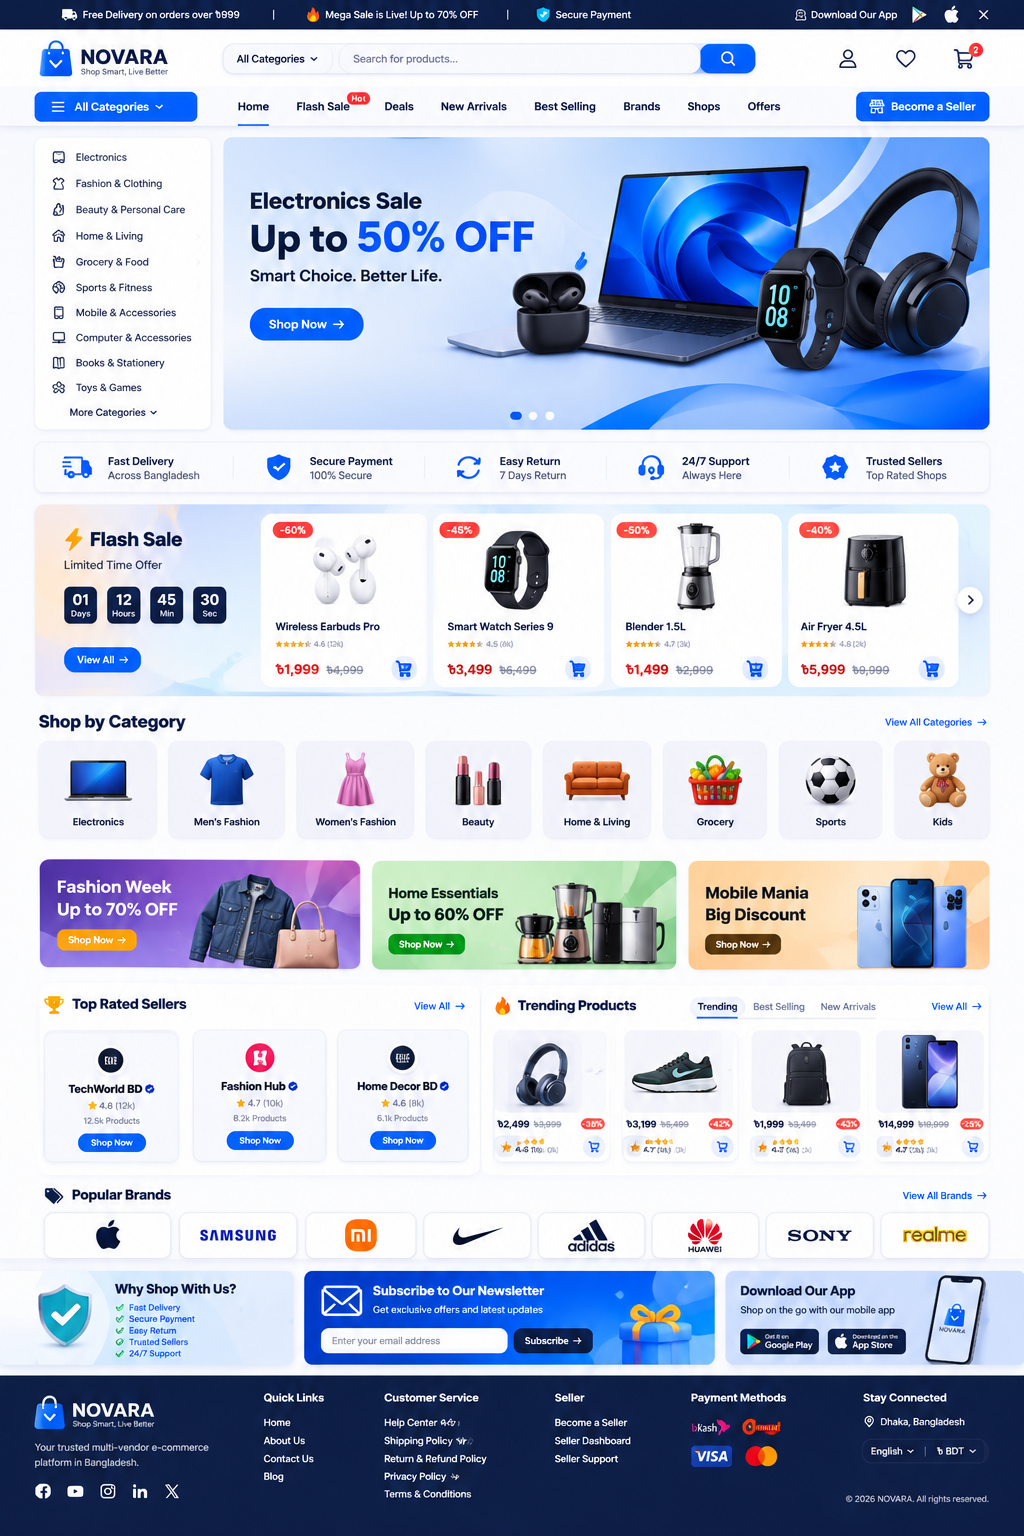 Free Delivery on orders over ৳999
Mega Sale is Live! Up to 70% OFF
Secure Payment
Download Our App
NOVARA
Shop Smart, Live Better
All Categories
Search for products...
2
All Categories
Home
Flash Sale
Hot
Deals
New Arrivals
Best Selling
Brands
Shops
Offers
Become a Seller
Electronics
Fashion & Clothing
Beauty & Personal Care
Home & Living
Grocery & Food
Sports & Fitness
Mobile & Accessories
Computer & Accessories
Books & Stationery
Toys & Games
More Categories
Electronics Sale
Up to 50% OFF
Smart Choice. Better Life.
Shop Now →
10
08
Fast Delivery
Across Bangladesh
Secure Payment
100% Secure
Easy Return
7 Days Return
24/7 Support
Always Here
Trusted Sellers
Top Rated Shops
Flash Sale
Limited Time Offer
01 Days
12 Hours
45 Min
30 Sec
View All →
-60%
Wireless Earbuds Pro
4.6 (12k)
৳1,999 ৳4,999
-45%
10
08
Smart Watch Series 9
4.5 (8k)
৳3,499 ৳6,499
-50%
Blender 1.5L
4.7 (3k)
৳1,499 ৳2,999
-40%
Air Fryer 4.5L
4.8 (2k)
৳5,999 ৳9,999
Shop by Category
View All Categories →
Electronics
Men's Fashion
Women's Fashion
Beauty
Home & Living
Grocery
Sports
Kids
Fashion Week
Up to 70% OFF
Shop Now →
Home Essentials
Up to 60% OFF
Shop Now →
Mobile Mania
Big Discount
Shop Now →
Top Rated Sellers
View All →
TechWorld BD
4.8 (12k)
12.5k Products
Shop Now
Fashion Hub
4.7 (10k)
8.2k Products
Shop Now
Home Decor BD
4.6 (8k)
6.1k Products
Shop Now
Trending Products
Trending
Best Selling
New Arrivals
View All →
৳2,499 ৳3,999 -38%
৳3,199 ৳5,499 -42%
৳1,999 ৳3,499 -43%
৳14,999 ৳19,999 -25%
Popular Brands
View All Brands →
SAMSUNG
mi
adidas
HUAWEI
SONY
realme
Why Shop With Us?
Fast Delivery
Secure Payment
Easy Return
Trusted Sellers
24/7 Support
Subscribe to Our Newsletter
Get exclusive offers and latest updates
Enter your email address
Subscribe →
Download Our App
Shop on the go with our mobile app
Get it on
Google Play
Download on the
App Store
NOVARA
NOVARA
Shop Smart, Live Better
Your trusted multi-vendor e-commerce
platform in Bangladesh.
Quick Links
Home
About Us
Contact Us
Blog
Customer Service
Help Center
Shipping Policy
Return & Refund Policy
Privacy Policy
Terms & Conditions
Seller
Become a Seller
Seller Dashboard
Seller Support
Payment Methods
bKash
VISA
Stay Connected
Dhaka, Bangladesh
English
৳ BDT
© 2026 NOVARA. All rights reserved.